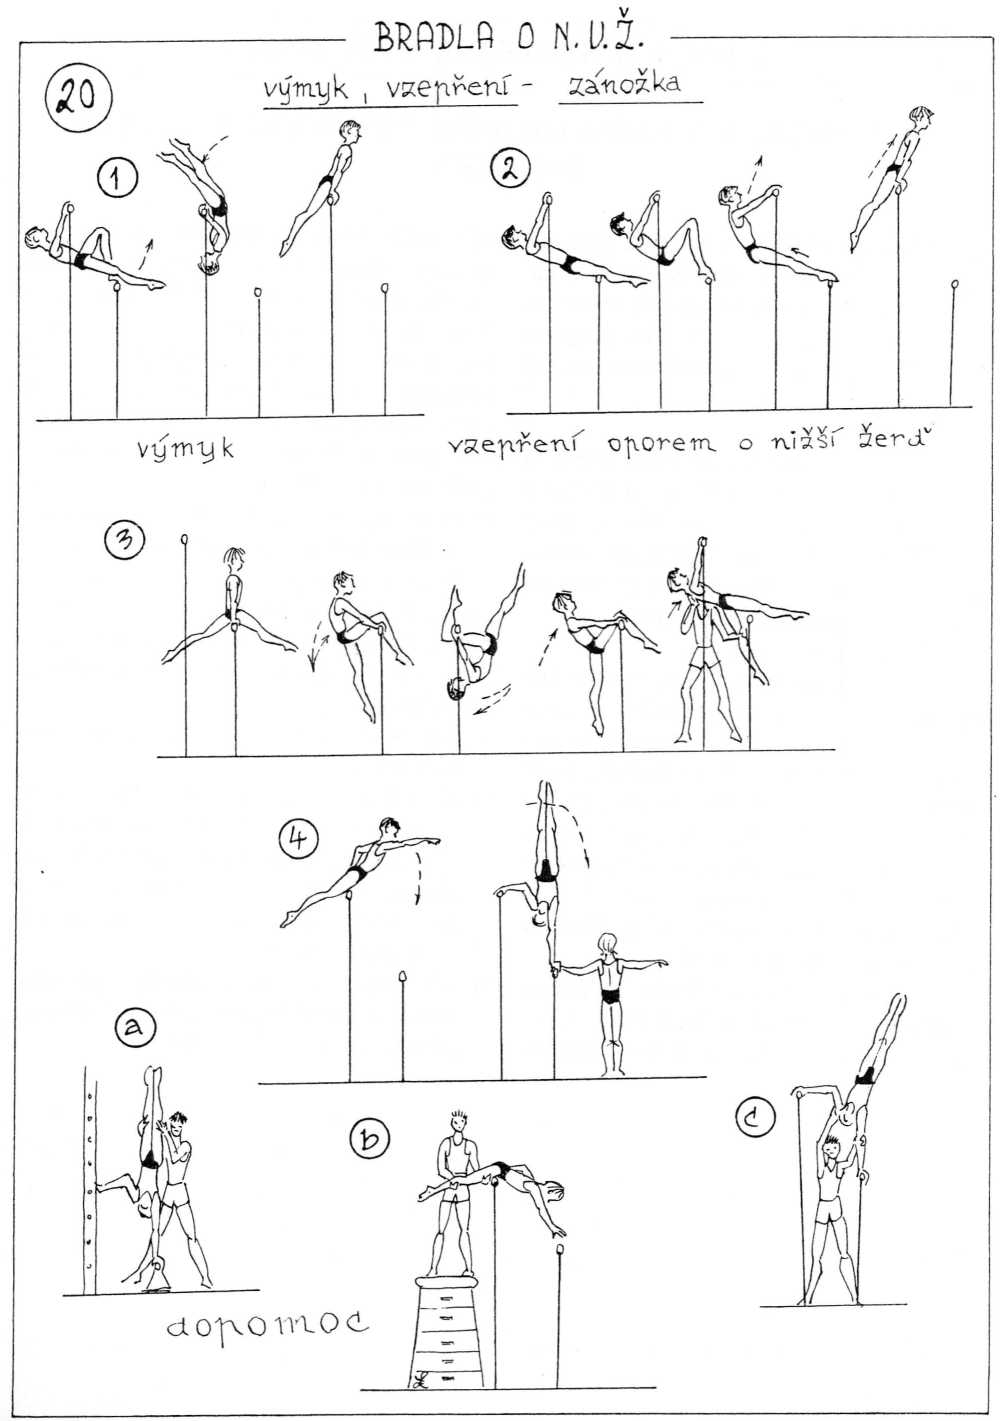 BRADLA O N.V.Ž.
20
výmyk, vzepření - zánožka
1
2
výmyk
vzepření oporem o nižší žerď
3
4
a
b
c
dopomoc